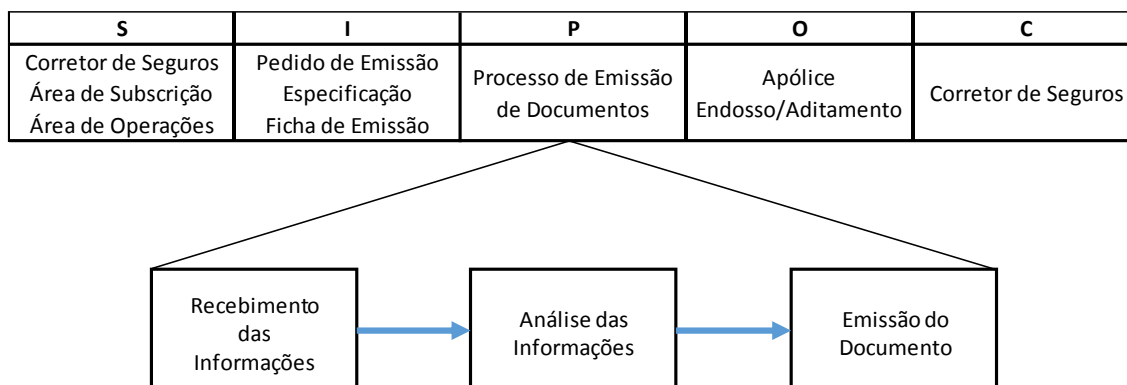 S I P O C
Corretor de Seguros
Área de Subscrição
Área de Operações
Pedido de Emissão
Especificação
Ficha de Emissão
Processo de Emissão
de Documentos
Apólice
Endosso/Aditamento
Corretor de Seguros
Recebimento
das
Informações
Análise das
Informações
Emissão do
Documento